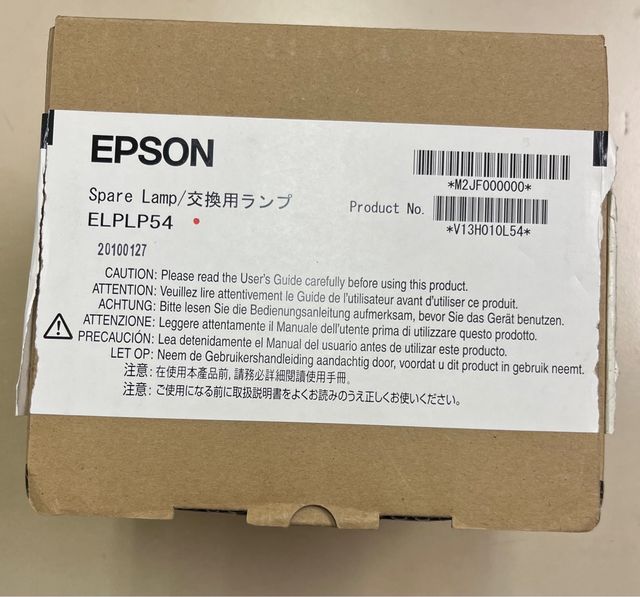 EPSON
*M2JF000000*
Spare Lamp/交換用ランプ
Product No.
*V13H010L54*
ELPLP54
20100127
CAUTION: Please read the User's Guide carefully before using this product.
ATTENTION: Veuillez lire attentivement le Guide de l'utilisateur avant d'utiliser ce produit.
ACHTUNG: Bitte lesen Sie die Bedienungsanleitung aufmerksam, bevor Sie das Gerät benutzen.
ATTENZIONE: Leggere attentamente il Manuale dell'utente prima di utilizzare questo prodotto.
PRECAUCIÓN: Lea detenidamente el Manual del usuario antes de utilizar este producto.
LET OP: Neem de Gebruikershandleiding aandachtig door, voordat u dit product in gebruik neemt.
注意: 在使用本產品前, 請務必詳細閱讀使用手冊.
注意: ご使用になる前に取扱説明書をよくお読みのうえ正しくお使いください。